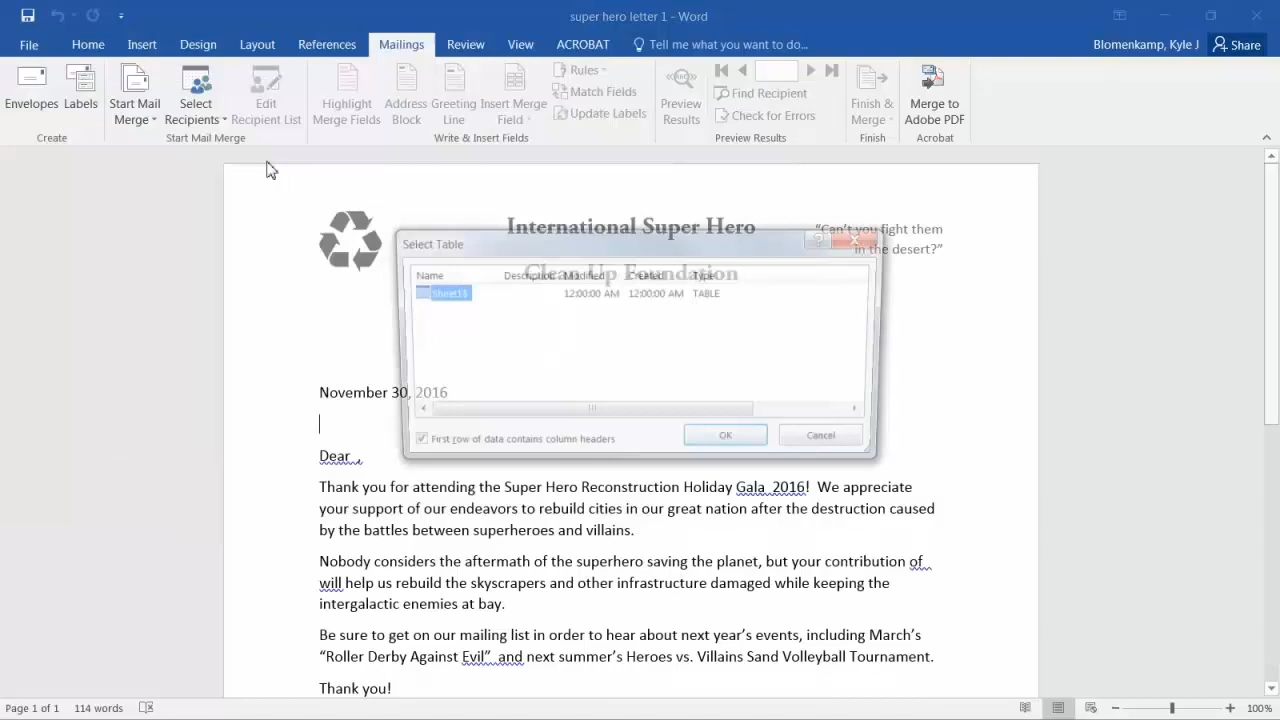 super hero letter 1 - Word
File Home Insert Design Layout References Mailings Review View ACROBAT Tell me what you want to do... Blomenkamp, Kyle J Share
Envelopes
Labels
Start Mail
Merge
Select
Recipients
Edit
Recipient List
Highlight
Merge Fields
Address
Block
Greeting
Line
Insert Merge
Field
Rules
Match Fields
Update Labels
Preview
Results
Find Recipient
Check for Errors
Finish &
Merge
Merge to
Adobe PDF
Create Start Mail Merge Write & Insert Fields Preview Results Finish Acrobat
International Super Hero
Clean Up Foundation
“Can’t you fight them
in the desert?”
Select Table
Name Description Modified Created Type
Sheet1$ 12:00:00 AM 12:00:00 AM TABLE
First row of data contains column headers
OK Cancel
November 30, 2016
Dear ,
Thank you for attending the Super Hero Reconstruction Holiday Gala 2016! We appreciate
your support of our endeavors to rebuild cities in our great nation after the destruction caused
by the battles between superheroes and villains.
Nobody considers the aftermath of the superhero saving the planet, but your contribution of
will help us rebuild the skyscrapers and other infrastructure damaged while keeping the
intergalactic enemies at bay.
Be sure to get on our mailing list in order to hear about next year’s events, including March’s
“Roller Derby Against Evil” and next summer’s Heroes vs. Villains Sand Volleyball Tournament.
Thank you!
Page 1 of 1 114 words 100%